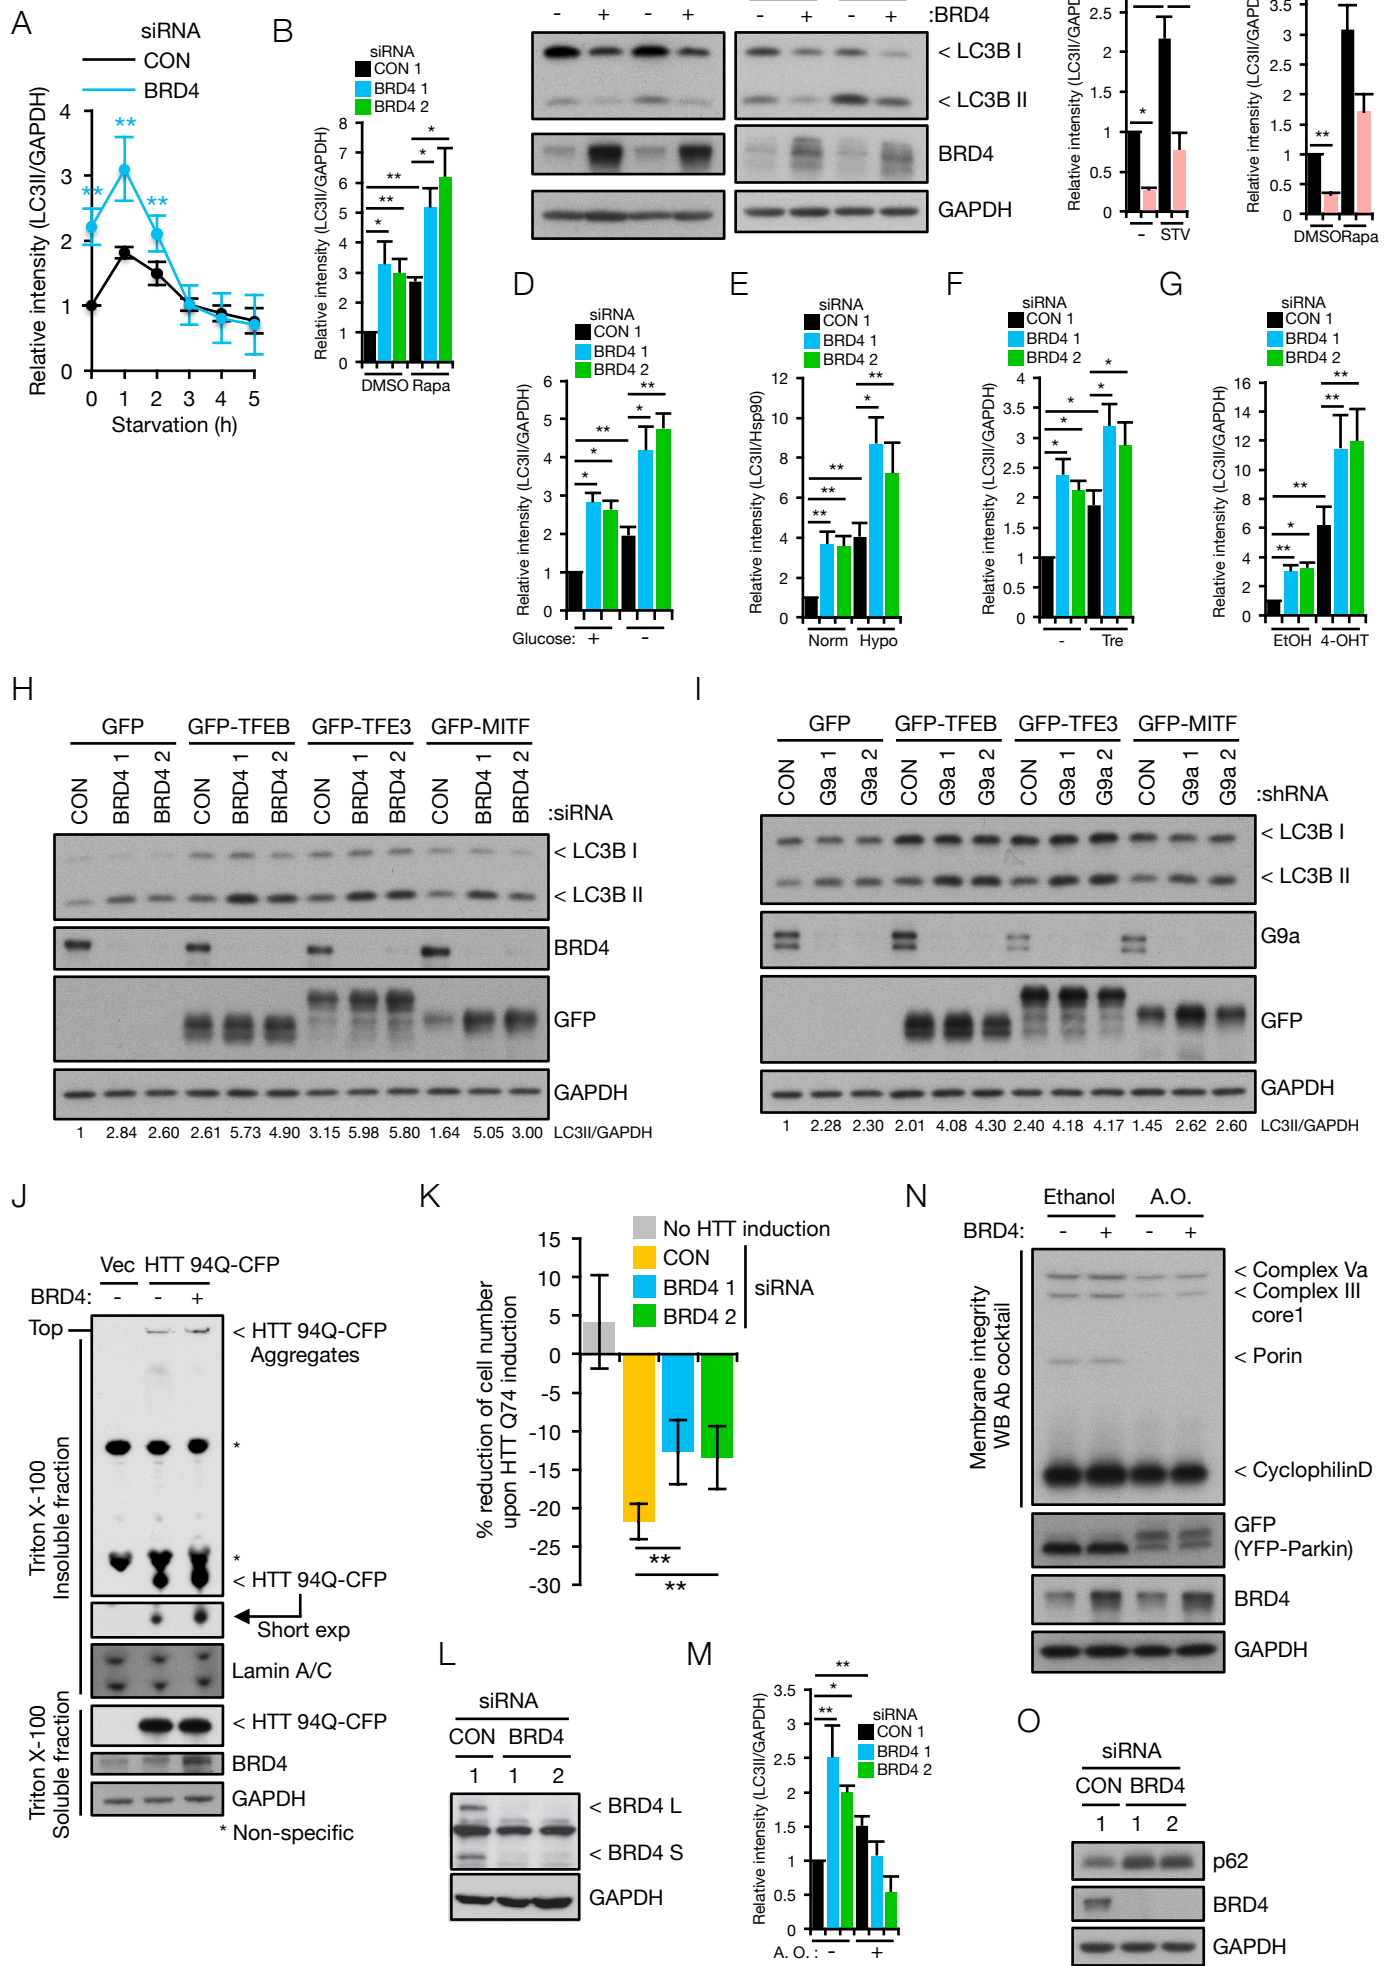 A
siRNA
CON
BRD4
Relative intensity (LC3II/GAPDH)
4
3
2
1
0
**
**
**
0 1 2 3 4 5
Starvation (h)
B
siRNA
CON 1
BRD4 1
BRD4 2
Relative intensity (LC3II/GAPDH)
8
7
6
5
4
3
2
1
0
*
**
**
*
*
DMSO Rapa
- + - + - + - + :BRD4
< LC3B I
< LC3B II
BRD4
GAPDH
Relative intensity (LC3II/GAPDH)
2.5
2
1.5
1
0.5
0
*
- STV
Relative intensity (LC3II/GAPDH)
3.5
3
2.5
2
1.5
1
0.5
0
**
DMSO Rapa
D
siRNA
CON 1
BRD4 1
BRD4 2
Relative intensity (LC3II/GAPDH)
6
5
4
3
2
1
0
*
*
**
*
**
Glucose: + -
E
siRNA
CON 1
BRD4 1
BRD4 2
Relative intensity (LC3II/Hsp90)
12
10
8
6
4
2
0
**
**
**
*
**
Norm Hypo
F
siRNA
CON 1
BRD4 1
BRD4 2
Relative intensity (LC3II/GAPDH)
4
3.5
3
2.5
2
1.5
1
0.5
0
*
*
*
*
*
- Tre
G
siRNA
CON 1
BRD4 1
BRD4 2
Relative intensity (LC3II/GAPDH)
16
14
12
10
8
6
4
2
0
**
*
**
**
**
EtOH 4-OHT
H
GFP GFP-TFEB GFP-TFE3 GFP-MITF
CON BRD4 1 BRD4 2 CON BRD4 1 BRD4 2 CON BRD4 1 BRD4 2 CON BRD4 1 BRD4 2 :siRNA
< LC3B I
< LC3B II
BRD4
GFP
GAPDH
1 2.84 2.60 2.61 5.73 4.90 3.15 5.98 5.80 1.64 5.05 3.00 LC3II/GAPDH
I
GFP GFP-TFEB GFP-TFE3 GFP-MITF
CON G9a 1 G9a 2 CON G9a 1 G9a 2 CON G9a 1 G9a 2 CON G9a 1 G9a 2 :shRNA
< LC3B I
< LC3B II
G9a
GFP
GAPDH
1 2.28 2.30 2.01 4.08 4.30 2.40 4.18 4.17 1.45 2.62 2.60 LC3II/GAPDH
J
Vec HTT 94Q-CFP
BRD4: - - +
Top
< HTT 94Q-CFP
Aggregates
*
*
< HTT 94Q-CFP
Short exp
Lamin A/C
Triton X-100
Insoluble fraction
< HTT 94Q-CFP
BRD4
GAPDH
Triton X-100
Soluble fraction
* Non-specific
K
No HTT induction
CON
BRD4 1
BRD4 2
siRNA
% reduction of cell number
upon HTT Q74 induction
15
10
5
0
-5
-10
-15
-20
-25
-30
**
**
L
siRNA
CON BRD4
1 1 2
< BRD4 L
< BRD4 S
GAPDH
M
siRNA
CON 1
BRD4 1
BRD4 2
Relative intensity (LC3II/GAPDH)
3.5
3
2.5
2
1.5
1
0.5
0
**
*
**
A. O. : - +
N
Ethanol A.O.
BRD4: - + - +
Membrane integrity
WB Ab cocktail
< Complex Va
< Complex III
core1
< Porin
< CyclophilinD
GFP
(YFP-Parkin)
BRD4
GAPDH
O
siRNA
CON BRD4
1 1 2
p62
BRD4
GAPDH